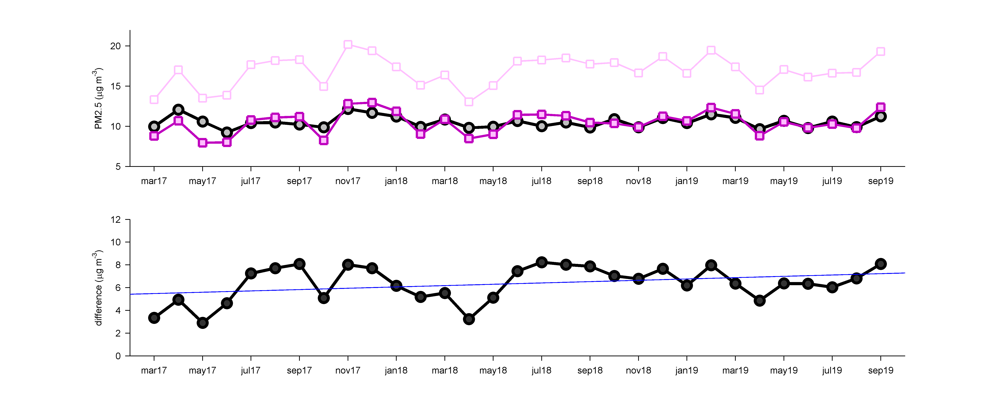 20
15
10
5
PM2.5 (μg m-3)
mar17 may17 jul17 sep17 nov17 jan18 mar18 may18 jul18 sep18 nov18 jan19 mar19 may19 jul19 sep19
12
10
8
6
4
2
0
difference (μg m-3)
mar17 may17 jul17 sep17 nov17 jan18 mar18 may18 jul18 sep18 nov18 jan19 mar19 may19 jul19 sep19